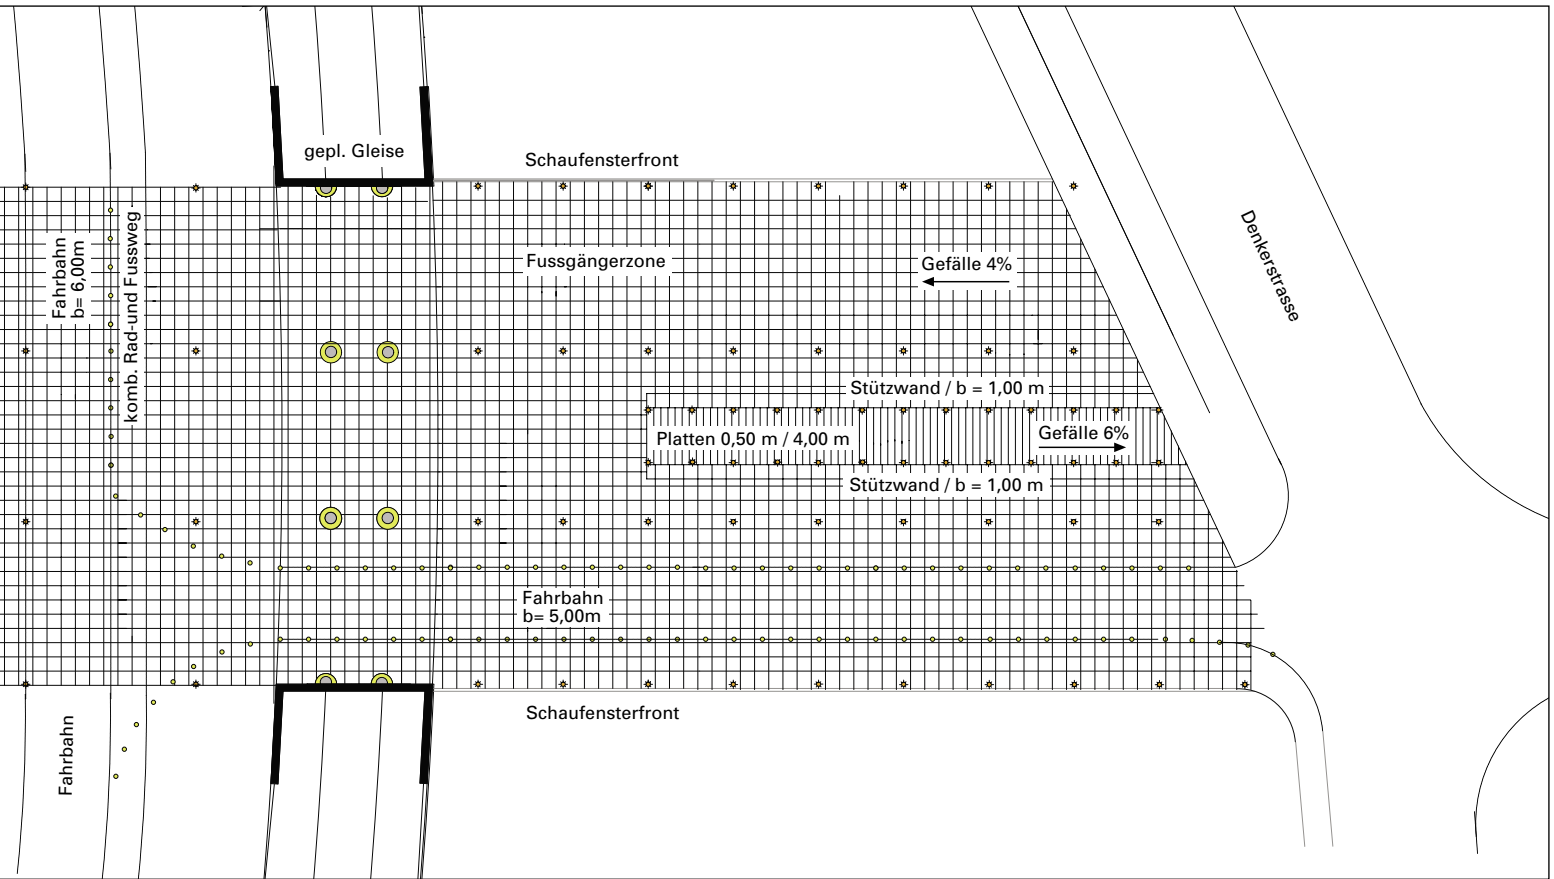 gepl. Gleise
Schaufensterfront
Fahrbahn
b= 6,00m
komb. Rad-und Fussweg
Fussgängerzone
Gefälle 4%
Denkerstrasse
Stützwand / b = 1,00 m
Platten 0,50 m / 4,00 m
Gefälle 6%
Stützwand / b = 1,00 m
Fahrbahn
b= 5,00m
Schaufensterfront
Fahrbahn